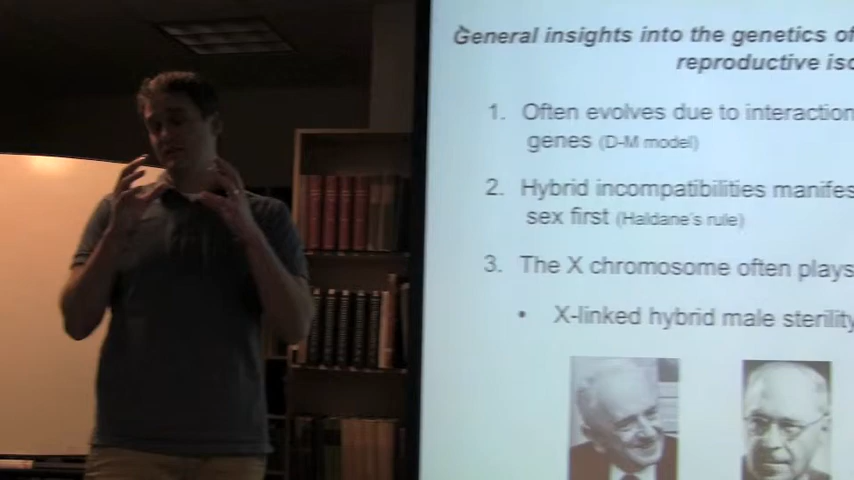 General insights into the genetics of
reproductive iso
1. Often evolves due to interaction
genes (D-M model)
2. Hybrid incompatibilities manifes
sex first (Haldane's rule)
3. The X chromosome often plays
• X-linked hybrid male sterility